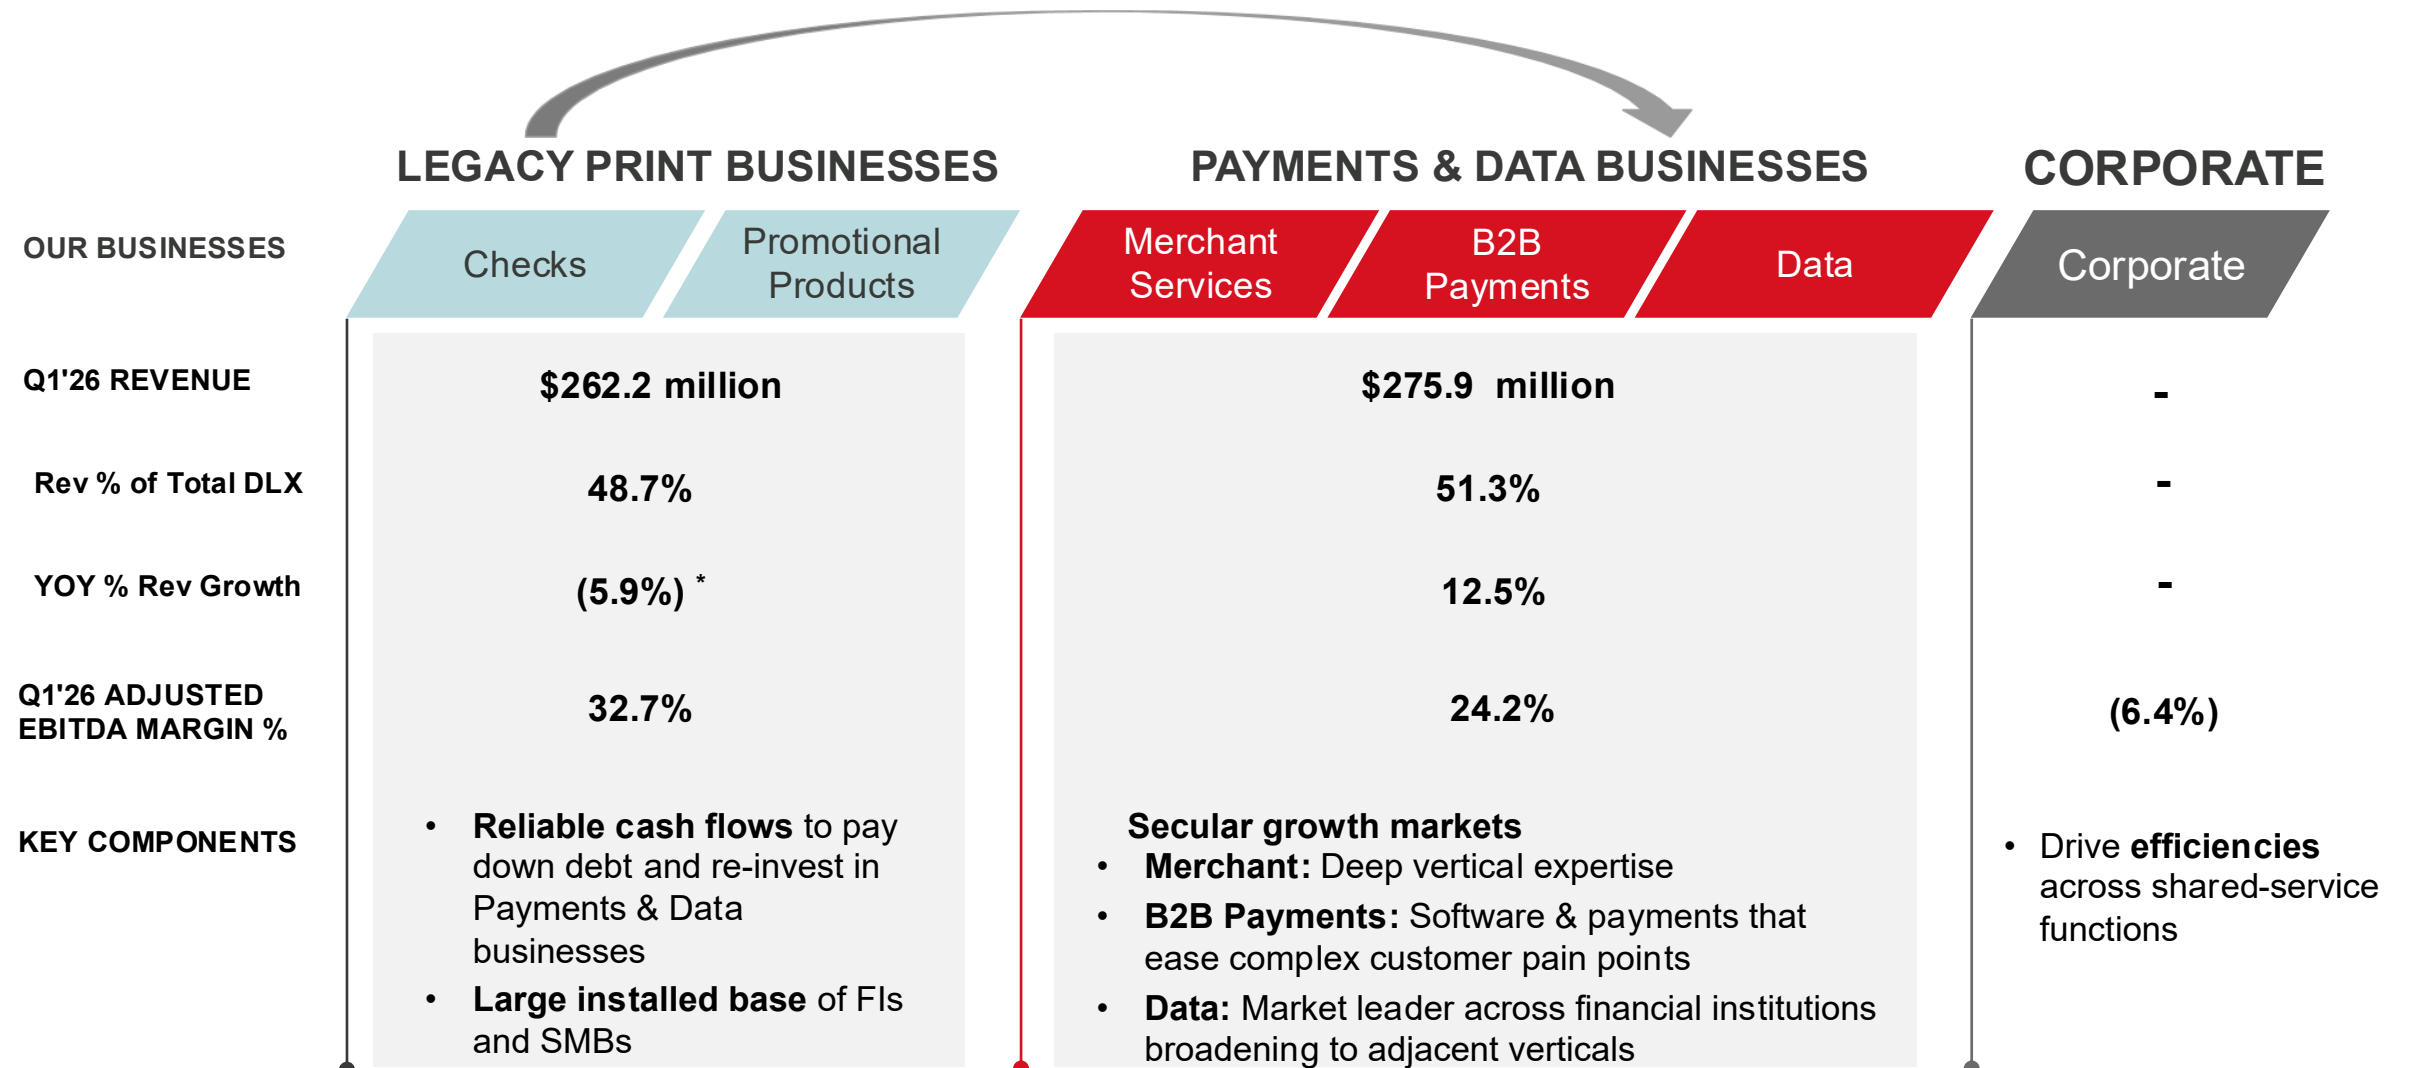 LEGACY PRINT BUSINESSES
PAYMENTS & DATA BUSINESSES
CORPORATE
OUR BUSINESSES
Checks
Promotional
Products
Merchant
Services
B2B
Payments
Data
Corporate
Q1'26 REVENUE
$262.2 million
$275.9 million
-
Rev % of Total DLX
48.7%
51.3%
-
YOY % Rev Growth
(5.9%) *
12.5%
-
Q1'26 ADJUSTED
EBITDA MARGIN %
32.7%
24.2%
(6.4%)
KEY COMPONENTS
• Reliable cash flows to pay
down debt and re-invest in
Payments & Data
businesses
• Large installed base of FIs
and SMBs
Secular growth markets
• Merchant: Deep vertical expertise
• B2B Payments: Software & payments that
ease complex customer pain points
• Data: Market leader across financial institutions
broadening to adjacent verticals
• Drive efficiencies
across shared-service
functions